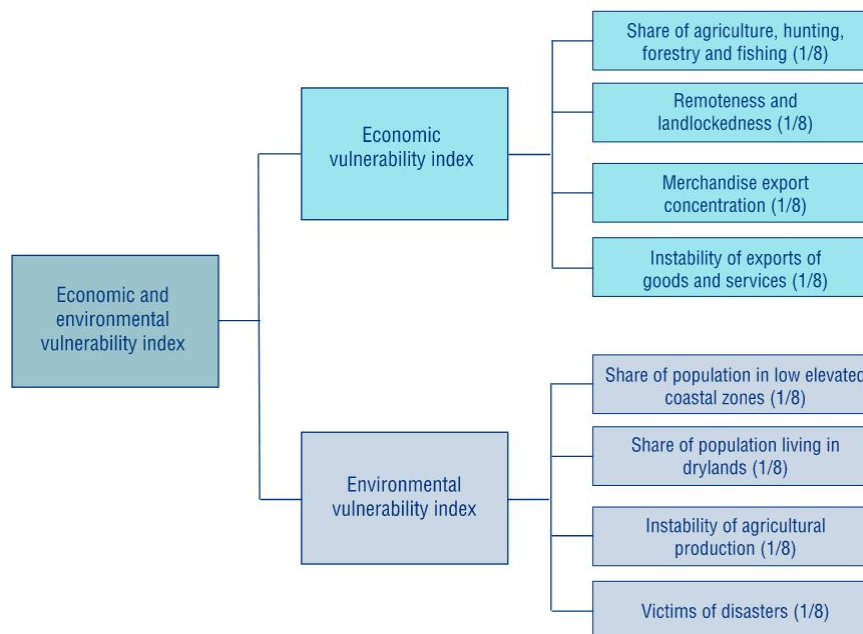 Economic and
environmental
vulnerability index
Economic
vulnerability index
Share of agriculture, hunting,
forestry and fishing (1/8)
Remoteness and
landlockedness (1/8)
Merchandise export
concentration (1/8)
Instability of exports of
goods and services (1/8)
Environmental
vulnerability index
Share of population in low elevated
coastal zones (1/8)
Share of population living in
drylands (1/8)
Instability of agricultural
production (1/8)
Victims of disasters (1/8)